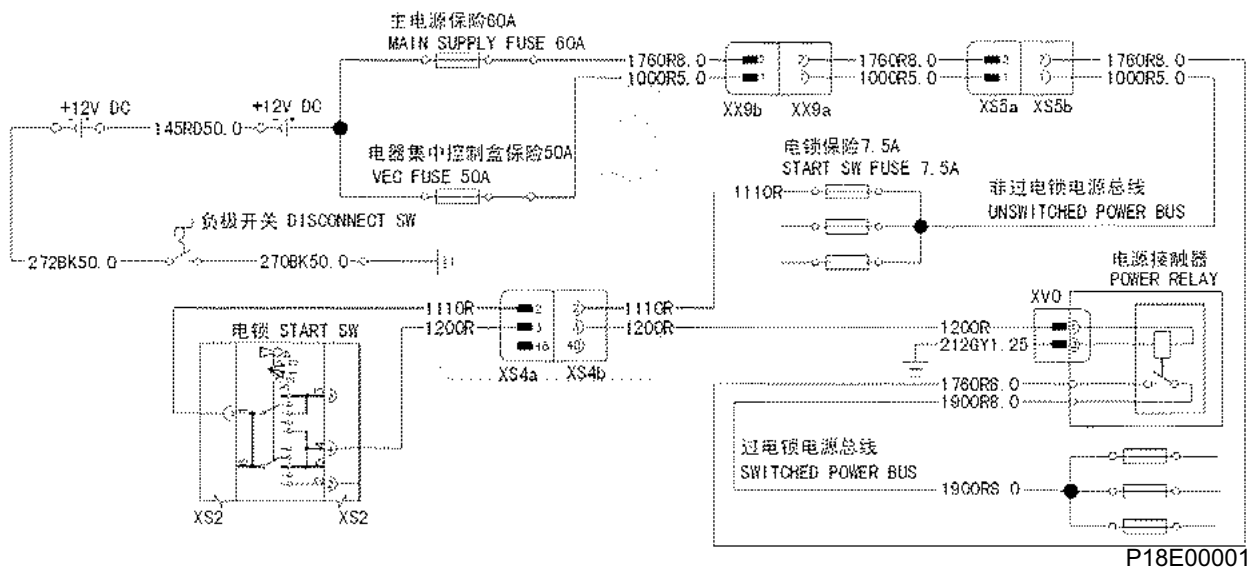 主电源保险60A
MAIN SUPPLY FUSE 60A
1760R8.0
1000R5.0
XX9b
XX9a
1760R8.0
1000R5.0
XS5a
XS5b
1760R8.0
1000R5.0
+12V DC
145RD50.0
+12V DC
电器集中控制盒保险50A
VEC FUSE 50A
电锁保险7.5A
START SW FUSE 7.5A
1110R
非过电锁电源总线
UNSWITCHED POWER BUS
负极开关 DISCONNECT SW
272BK50.0
270BK50.0
电源接触器
POWER RELAY
XV0
1110R
2
2
1110R
1200R
3
1200R
XS4a
XS4b
电锁 START SW
XS2
XS2
1200R
212GY1.25
1760R8.0
1900R8.0
过电锁电源总线
SWITCHED POWER BUS
1900R8.0
P18E00001